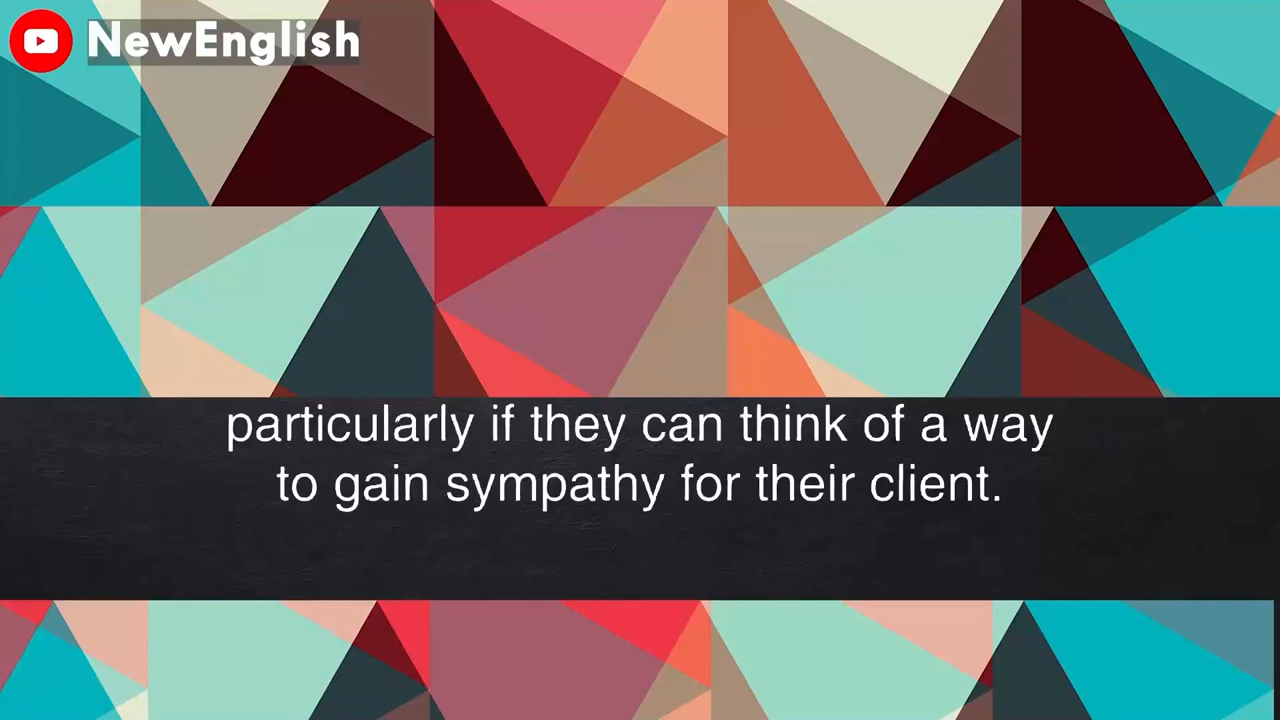 NewEnglish
particularly if they can think of a way
to gain sympathy for their client.